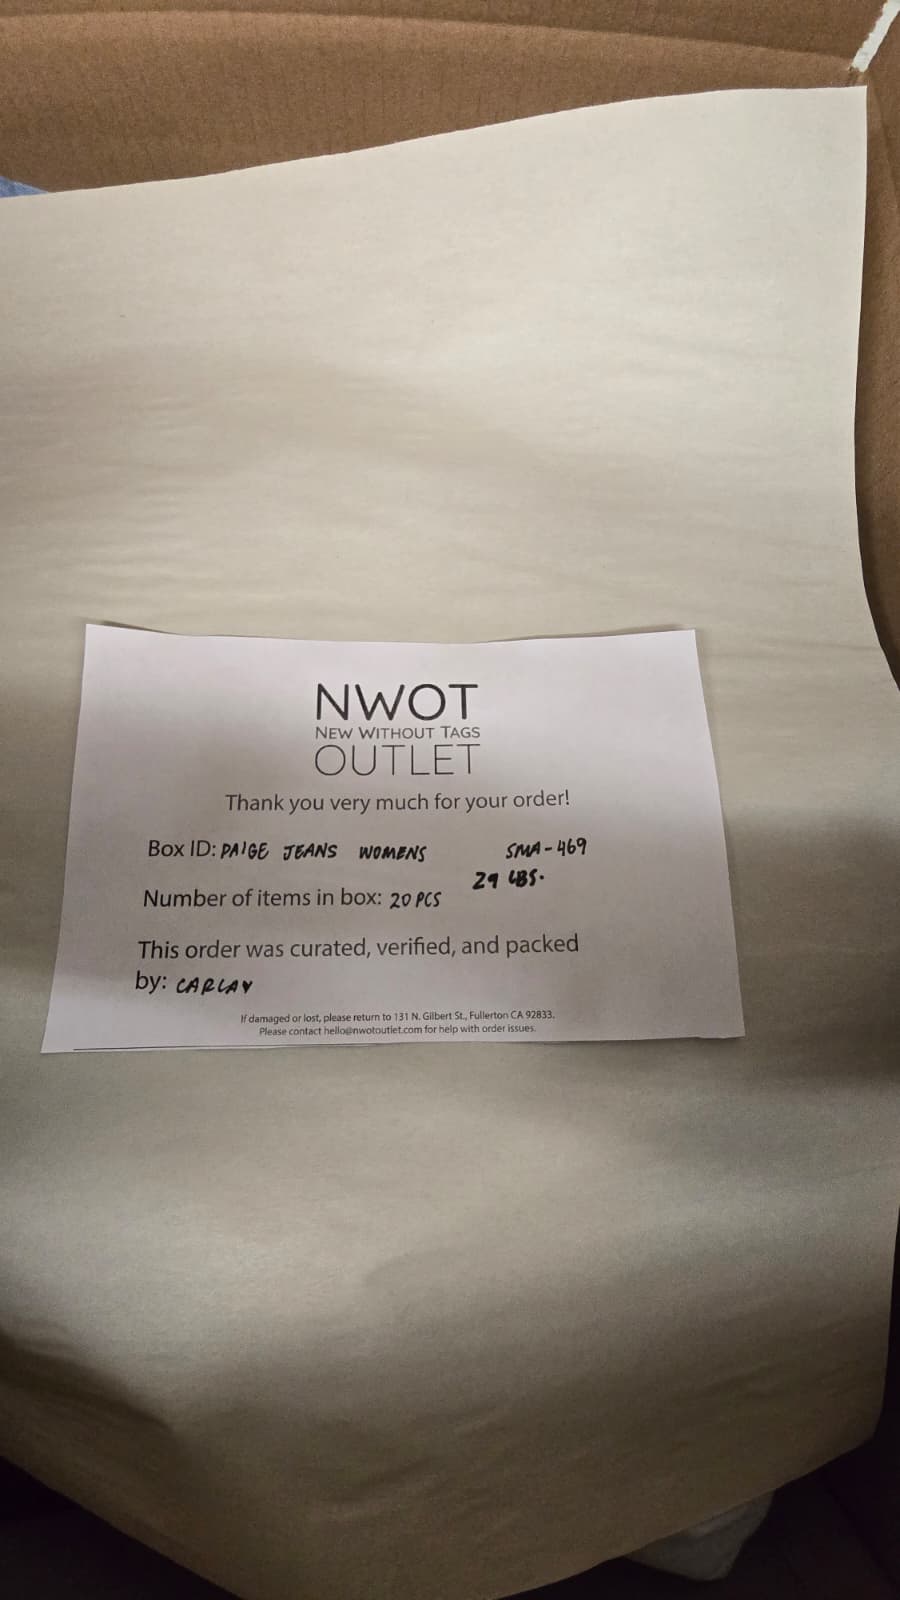 NWOT
NEW WITHOUT TAGS
OUTLET
Thank you very much for your order!
Box ID: PAIGE JEANS WOMENS SMA-469
29 LBS.
Number of items in box: 20 PCS
This order was curated, verified, and packed
by: CARLAY
If damaged or lost, please return to 131 N. Gilbert St., Fullerton CA 92833.
Please contact hello@nwotoutlet.com for help with order issues.